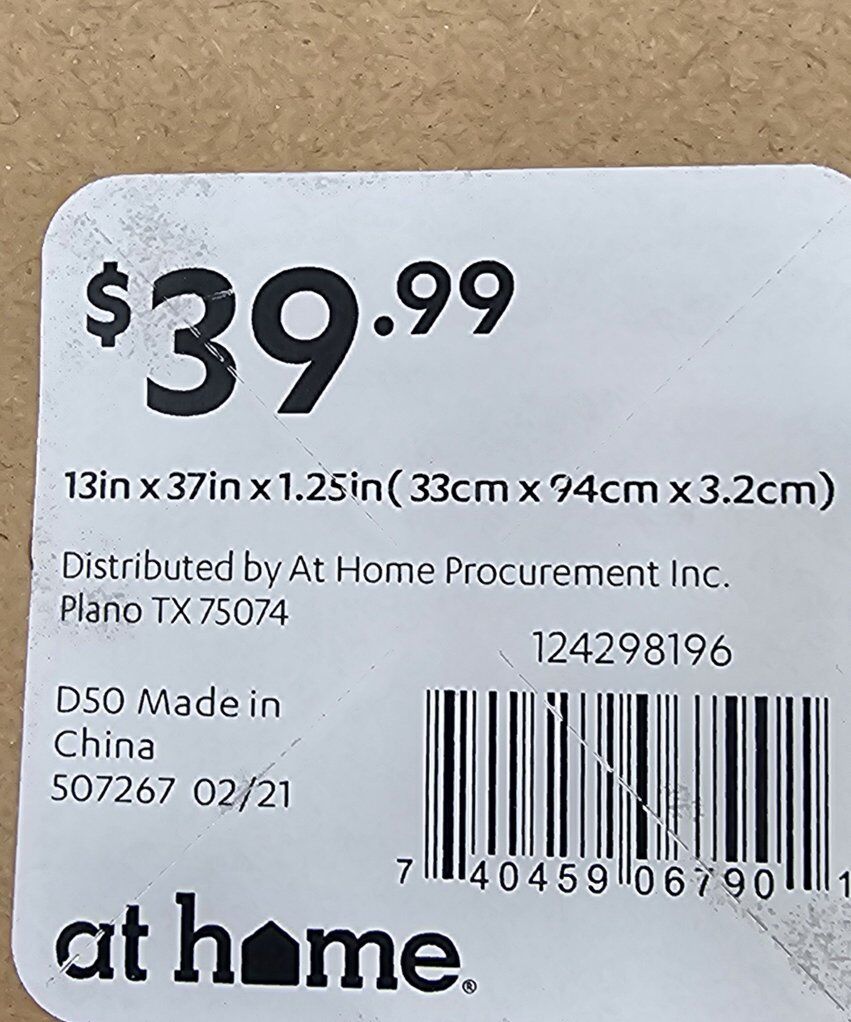 $39.99
13in x 37in x 1.25in( 33cm x 94cm x 3.2cm)
Distributed by At Home Procurement Inc.
Plano TX 75074
124298196
D50 Made in
China
507267 02/21
7 40459 06790 1
at home®